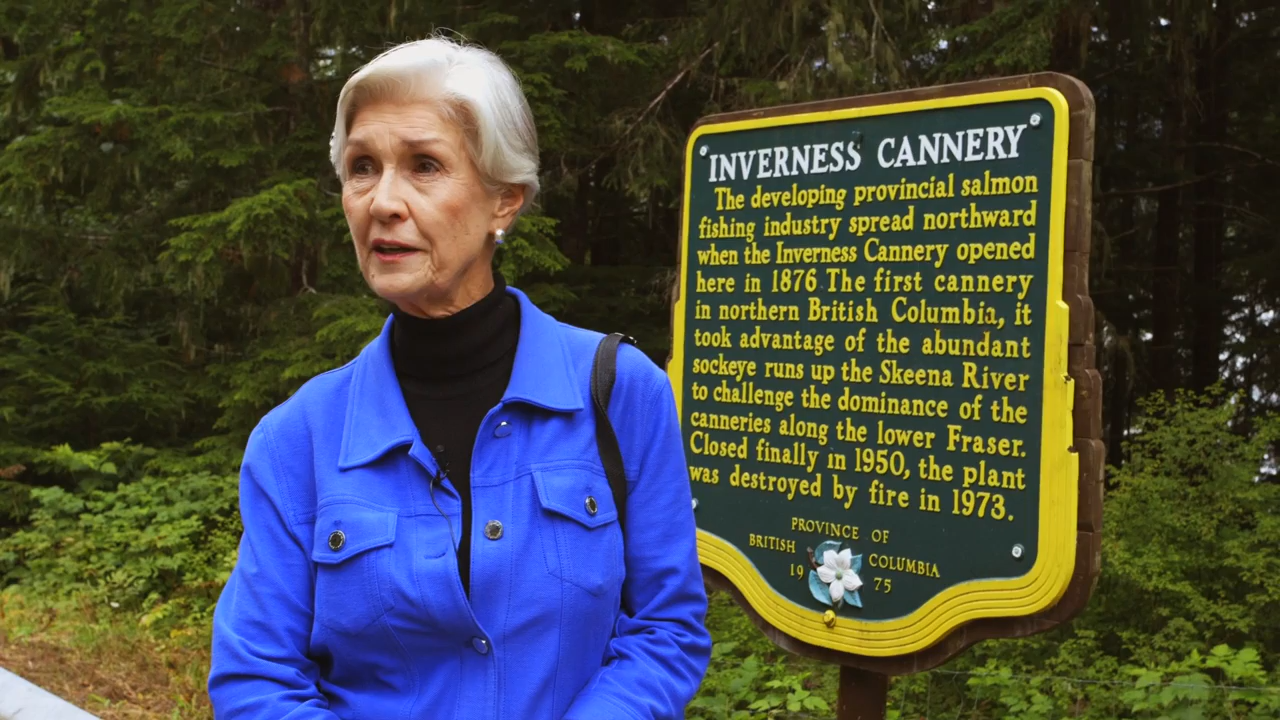 INVERNESS CANNERY
The developing provincial salmon
fishing industry spread northward
when the Inverness Cannery opened
here in 1876 The first cannery
in northern British Columbia, it
took advantage of the abundant
sockeye runs up the Skeena River
to challenge the dominance of the
canneries along the lower Fraser.
Closed finally in 1950, the plant
was destroyed by fire in 1973.
PROVINCE OF
BRITISH COLUMBIA
19 75